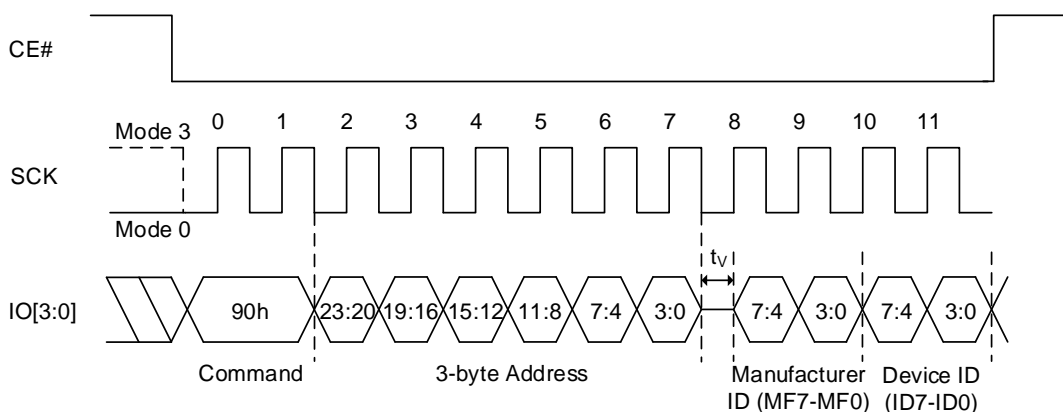 CE#
0 1 2 3 4 5 6 7 8 9 10 11
Mode 3
SCK
Mode 0
tV
IO[3:0]
90h 23:20 19:16 15:12 11:8 7:4 3:0 7:4 3:0 7:4 3:0
Command 3-byte Address Manufacturer Device ID
ID (MF7-MF0) (ID7-ID0)